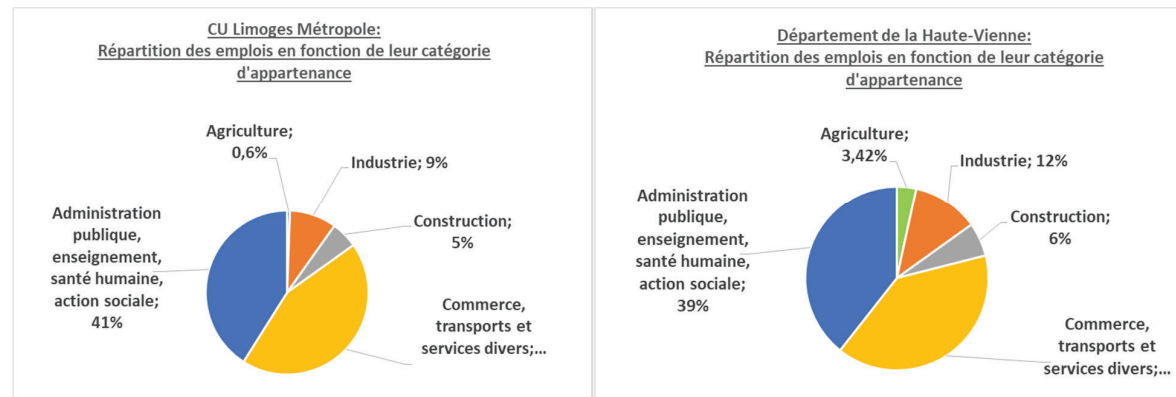 CU Limoges Métropole:
Répartition des emplois en fonction de leur catégorie
d'appartenance
Agriculture;
0,6%
Industrie; 9%
Construction;
5%
Commerce,
transports et
services divers;...
Administration
publique,
enseignement,
santé humaine,
action sociale;
41%
Département de la Haute-Vienne:
Répartition des emplois en fonction de leur catégorie
d'appartenance
Agriculture;
3,42%
Industrie; 12%
Construction;
6%
Commerce,
transports et
services divers;...
Administration
publique,
enseignement,
santé humaine,
action sociale;
39%